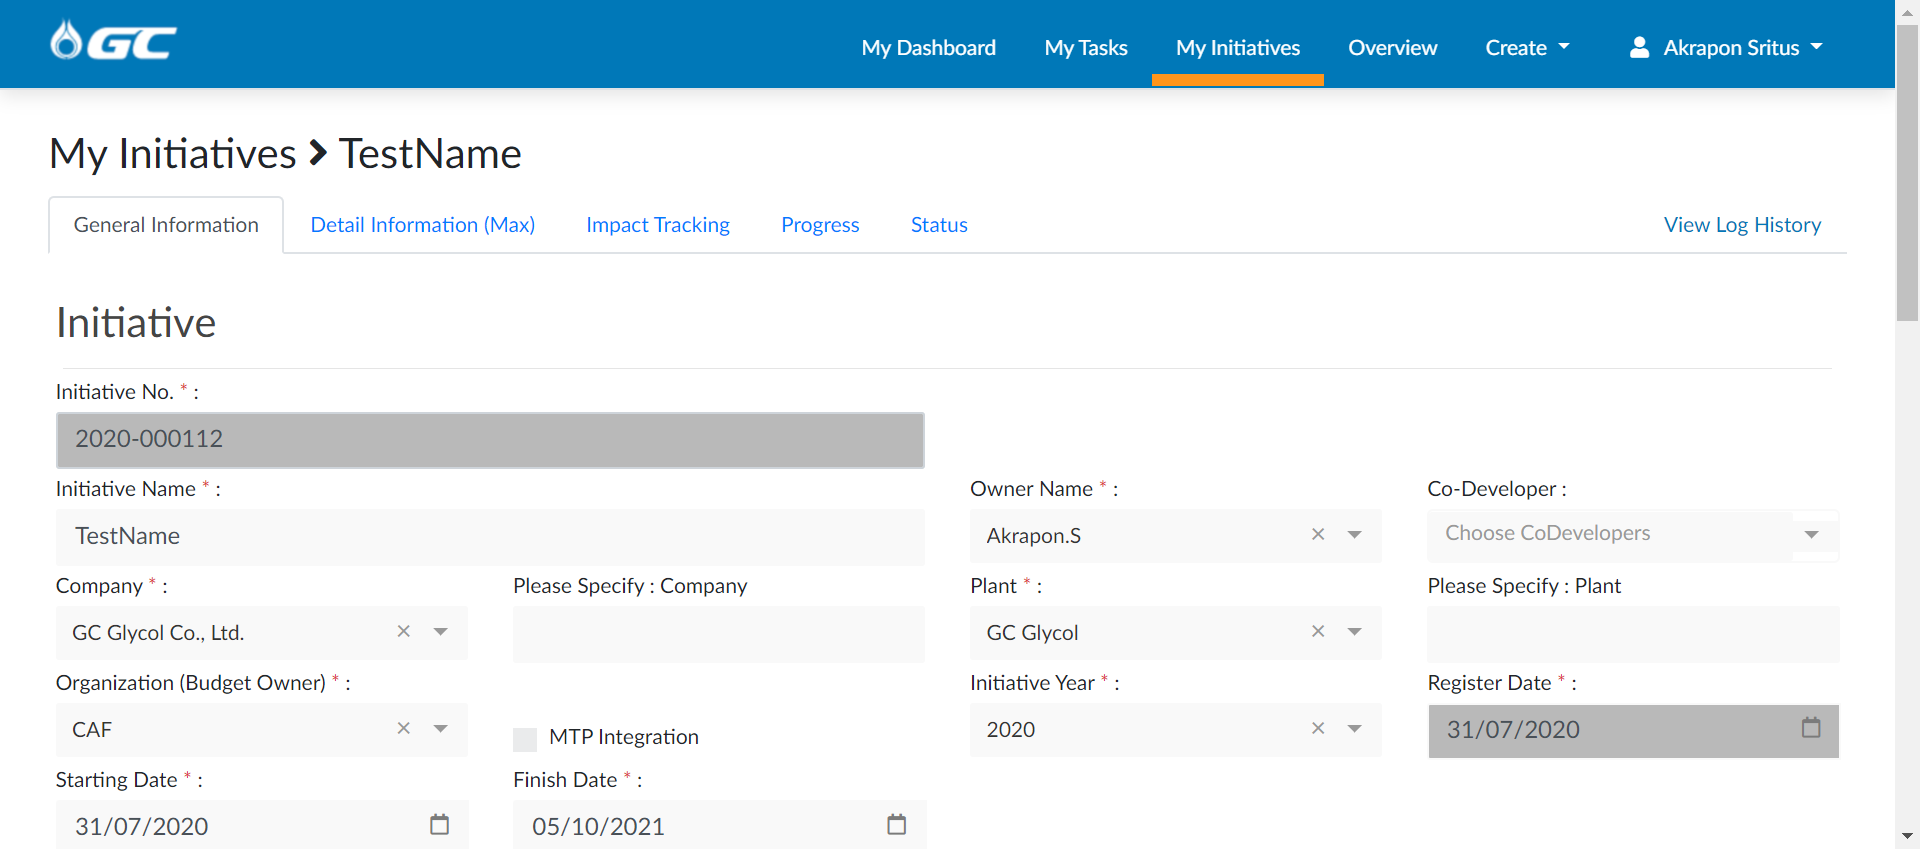 GC My Dashboard My Tasks My Initiatives Overview Create Akrapon Sritus
My Initiatives > TestName
General Information Detail Information (Max) Impact Tracking Progress Status View Log History
Initiative
Initiative No. * :
2020-000112
Initiative Name * : Owner Name * : Co-Developer :
TestName Akrapon.S × Choose CoDevelopers
Company * : Please Specify : Company Plant * : Please Specify : Plant
GC Glycol Co., Ltd. × GC Glycol ×
Organization (Budget Owner) * : Initiative Year * : Register Date * :
CAF × MTP Integration 2020 × 31/07/2020
Starting Date * : Finish Date * :
31/07/2020 05/10/2021